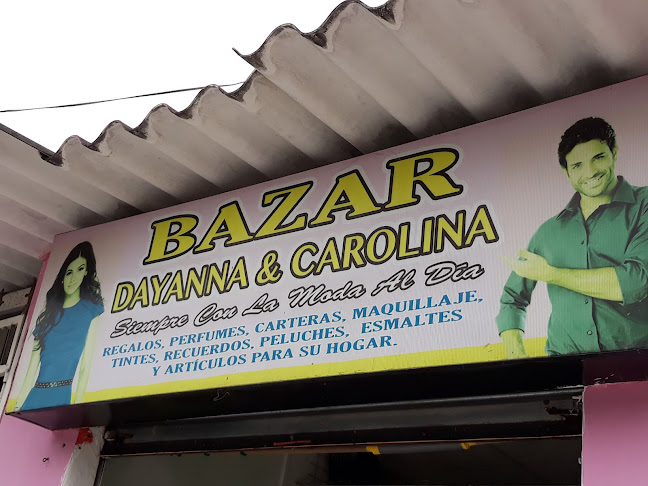 BAZAR
DAYANNA & CAROLINA
Siempre Con La Moda Al Día
REGALOS, PERFUMES, CARTERAS, MAQUILLAJE,
TINTES, RECUERDOS, PELUCHES, ESMALTES
Y ARTÍCULOS PARA SU HOGAR.